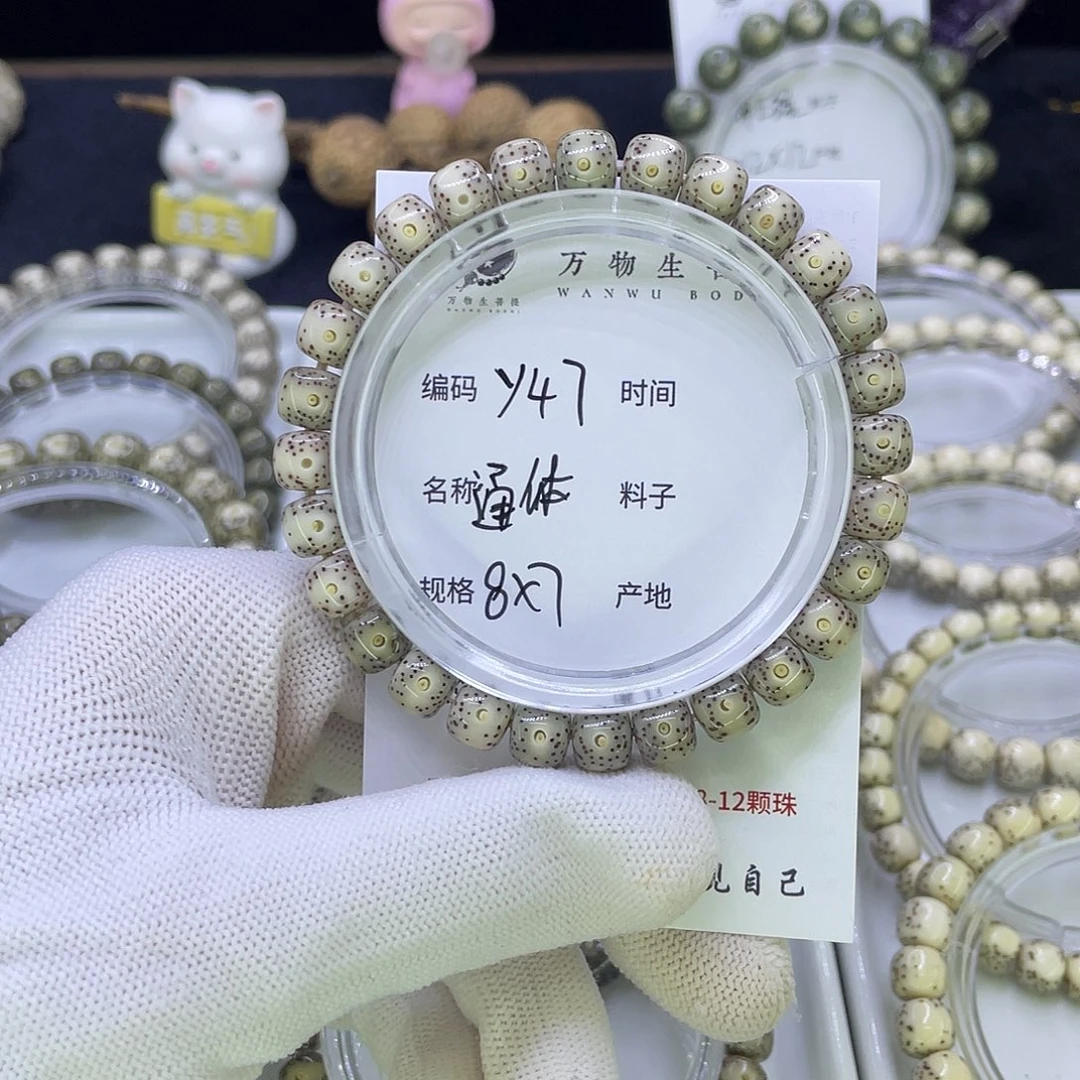 万物生菩
WANWU BOD
万物生菩提
编码 Y47 时间
名称 通体 料子
规格 8X7 产地
3-12颗珠
见自己